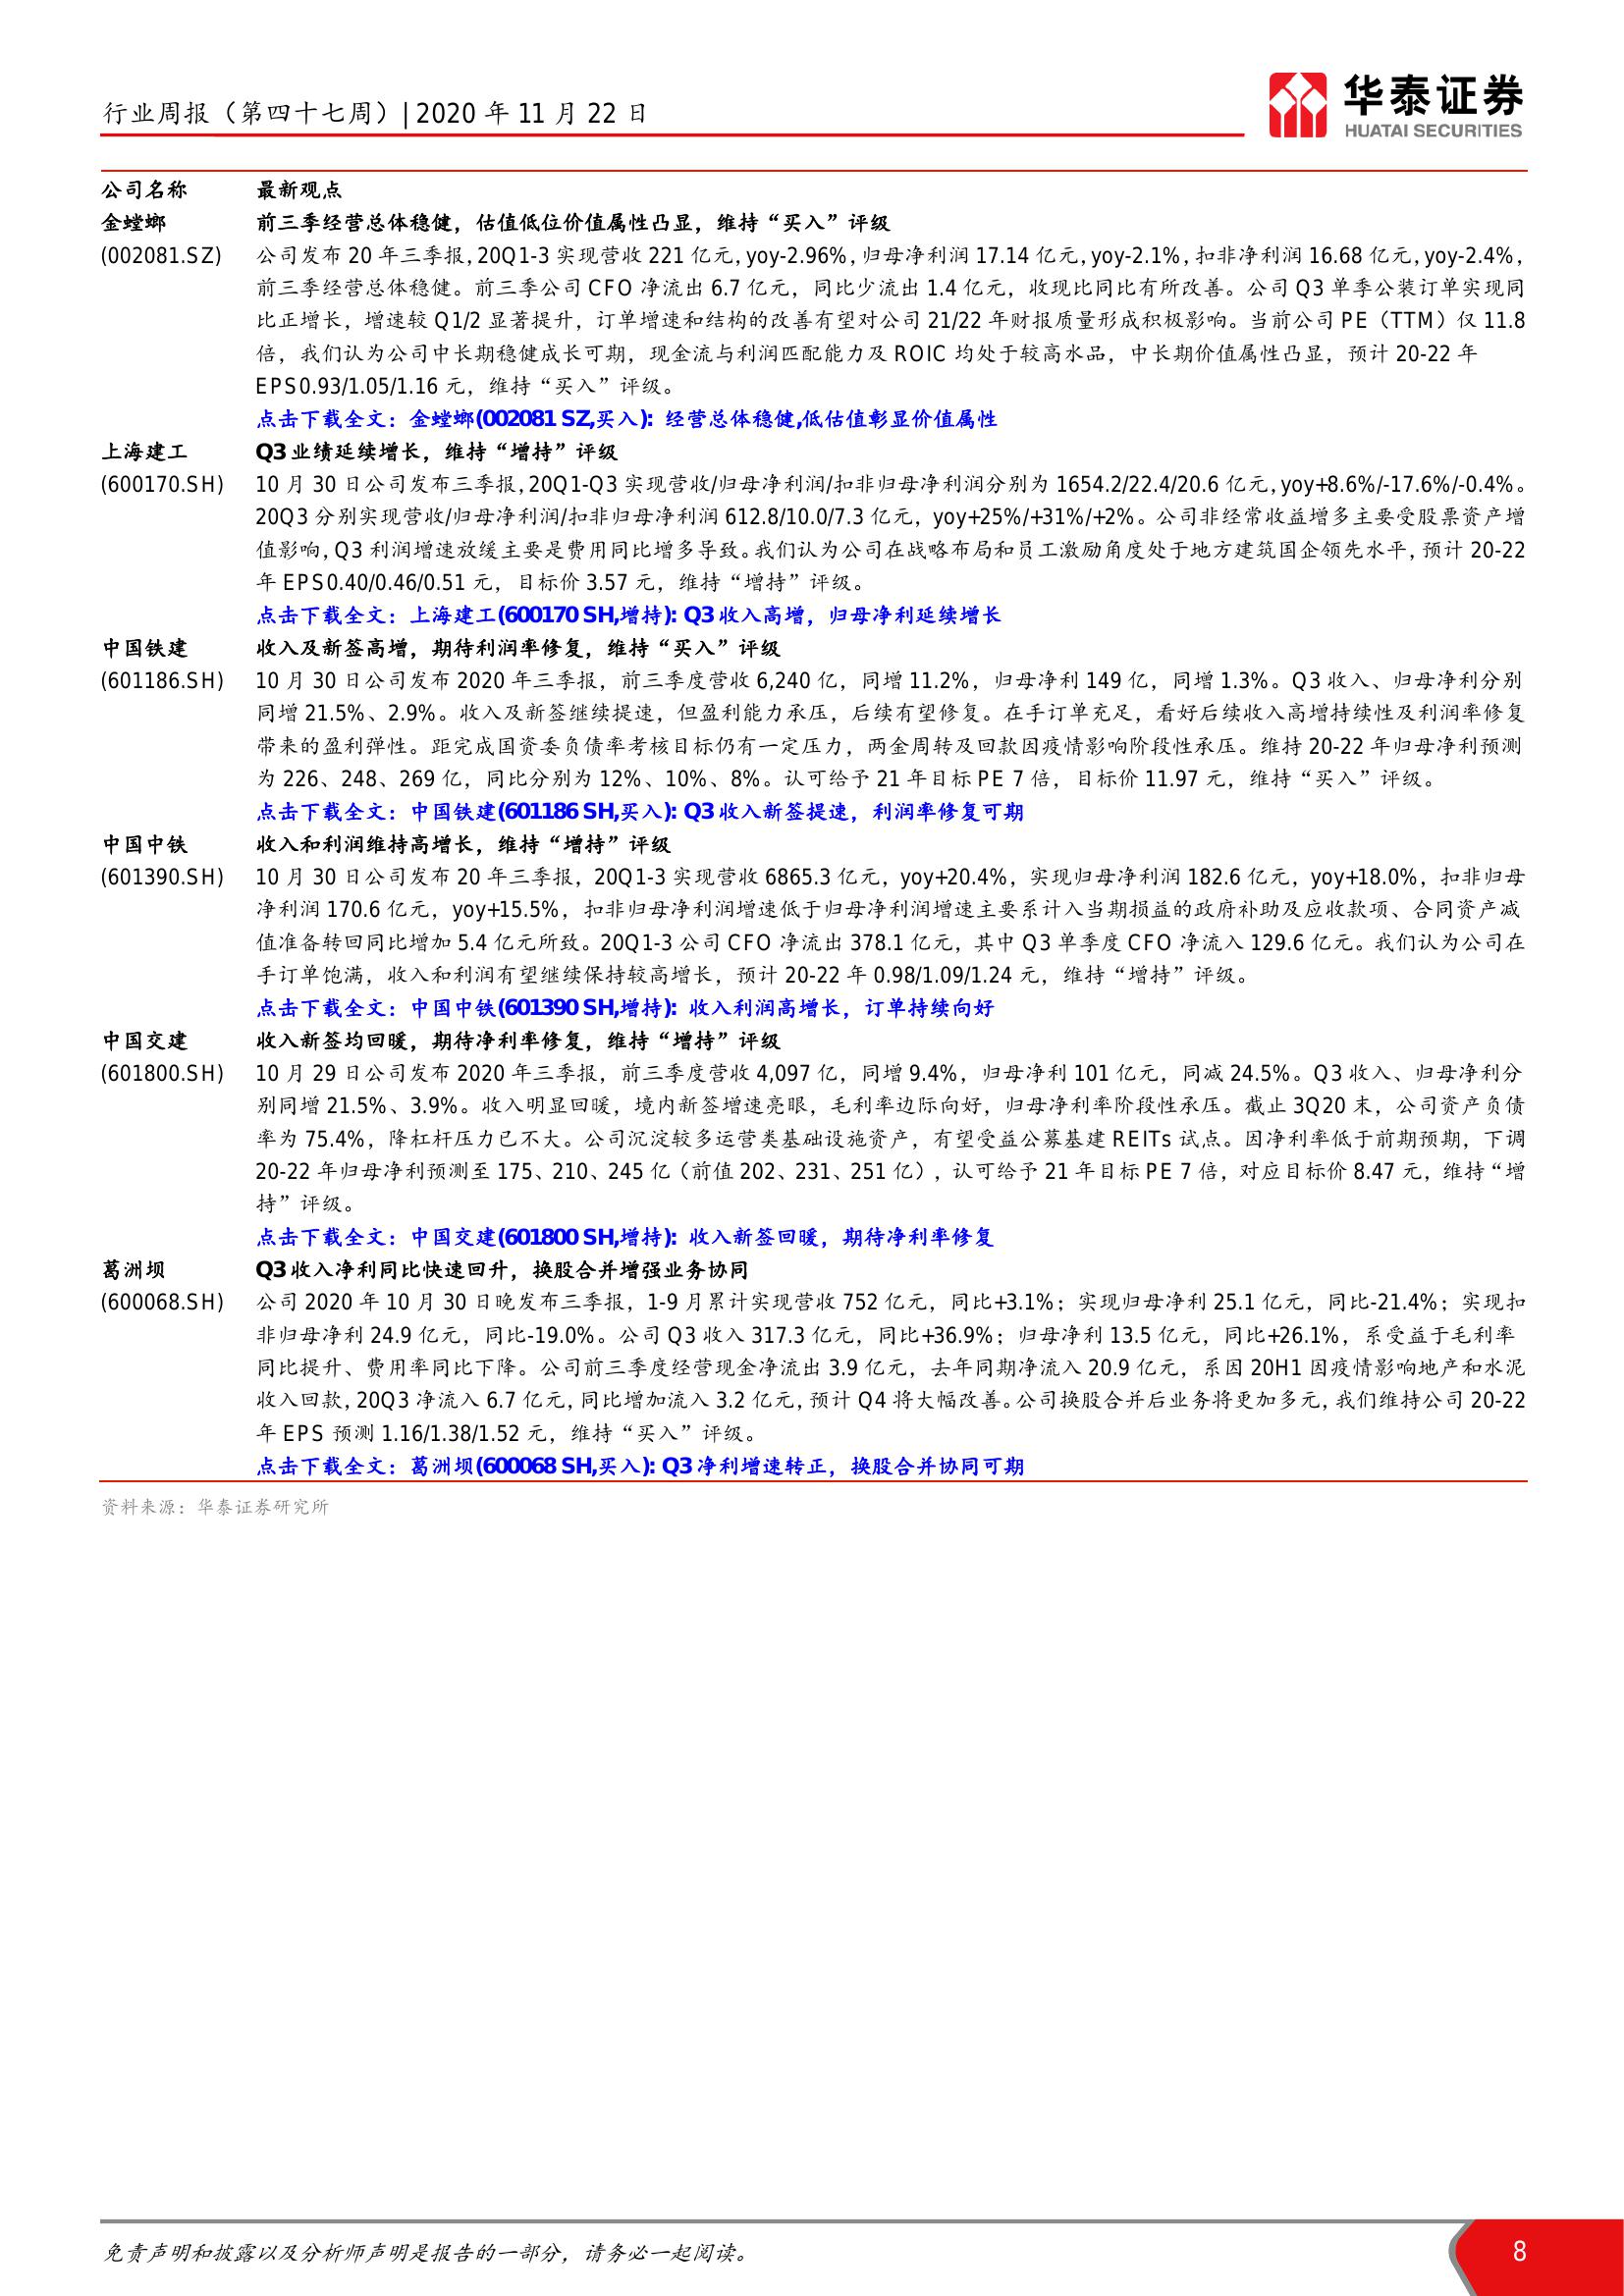 行业周报（第四十七周）| 2020 年 11 月 22 日
华泰证券
HUATAI SECURITIES
公司名称 最新观点
金螳螂 前三季经营总体稳健，估值低位价值属性凸显，维持“买入”评级
(002081.SZ) 公司发布 20 年三季报，20Q1-3 实现营收 221 亿元，yoy-2.96%，归母净利润 17.14 亿元，yoy-2.1%，扣非净利润 16.68 亿元，yoy-2.4%，
前三季经营总体稳健。前三季公司 CFO 净流出 6.7 亿元，同比少流出 1.4 亿元，收现比同比有所改善。公司 Q3 单季公装订单实现同
比正增长，增速较 Q1/2 显著提升，订单增速和结构的改善有望对公司 21/22 年财报质量形成积极影响。当前公司 PE（TTM）仅 11.8
倍，我们认为公司中长期稳健成长可期，现金流与利润匹配能力及 ROIC 均处于较高水品，中长期价值属性凸显，预计 20-22 年
EPS0.93/1.05/1.16 元，维持“买入”评级。
点击下载全文：金螳螂(002081 SZ,买入): 经营总体稳健,低估值彰显价值属性
上海建工 Q3 业绩延续增长，维持“增持”评级
(600170.SH) 10 月 30 日公司发布三季报，20Q1-Q3 实现营收/归母净利润/扣非归母净利润分别为 1654.2/22.4/20.6 亿元，yoy+8.6%/-17.6%/-0.4%。
20Q3 分别实现营收/归母净利润/扣非归母净利润 612.8/10.0/7.3 亿元，yoy+25%/+31%/+2%。公司非经常收益增多主要受股票资产增
值影响，Q3 利润增速放缓主要是费用同比增多导致。我们认为公司在战略布局和员工激励角度处于地方建筑国企领先水平，预计 20-22
年 EPS0.40/0.46/0.51 元，目标价 3.57 元，维持“增持”评级。
点击下载全文：上海建工(600170 SH,增持): Q3 收入高增，归母净利延续增长
中国铁建 收入及新签高增，期待利润率修复，维持“买入”评级
(601186.SH) 10 月 30 日公司发布 2020 年三季报，前三季度营收 6,240 亿，同增 11.2%，归母净利 149 亿，同增 1.3%。Q3 收入、归母净利分别
同增 21.5%、2.9%。收入及新签继续提速，但盈利能力承压，后续有望修复。在手订单充足，看好后续收入高增持续性及利润率修复
带来的盈利弹性。距完成国资委负债率考核目标仍有一定压力，两金周转及回款因疫情影响阶段性承压。维持 20-22 年归母净利预测
为 226、248、269 亿，同比分别为 12%、10%、8%。认可给予 21 年目标 PE 7 倍，目标价 11.97 元，维持“买入”评级。
点击下载全文：中国铁建(601186 SH,买入): Q3 收入新签提速，利润率修复可期
中国中铁 收入和利润维持高增长，维持“增持”评级
(601390.SH) 10 月 30 日公司发布 20 年三季报，20Q1-3 实现营收 6865.3 亿元，yoy+20.4%，实现归母净利润 182.6 亿元，yoy+18.0%，扣非归母
净利润 170.6 亿元，yoy+15.5%，扣非归母净利润增速低于归母净利润增速主要系计入当期损益的政府补助及应收款项、合同资产减
值准备转回同比增加 5.4 亿元所致。20Q1-3 公司 CFO 净流出 378.1 亿元，其中 Q3 单季度 CFO 净流入 129.6 亿元。我们认为公司在
手订单饱满，收入和利润有望继续保持较高增长，预计 20-22 年 0.98/1.09/1.24 元，维持“增持”评级。
点击下载全文：中国中铁(601390 SH,增持): 收入利润高增长，订单持续向好
中国交建 收入新签均回暖，期待净利率修复，维持“增持”评级
(601800.SH) 10 月 29 日公司发布 2020 年三季报，前三季度营收 4,097 亿，同增 9.4%，归母净利 101 亿元，同减 24.5%。Q3 收入、归母净利分
别同增 21.5%、3.9%。收入明显回暖，境内新签增速亮眼，毛利率边际向好，归母净利率阶段性承压。截止 3Q20 末，公司资产负债
率为 75.4%，降杠杆压力已不大。公司沉淀较多运营类基础设施资产，有望受益公募基建 REITs 试点。因净利率低于前期预期，下调
20-22 年归母净利预测至 175、210、245 亿（前值 202、231、251 亿），认可给予 21 年目标 PE 7 倍，对应目标价 8.47 元，维持“增
持”评级。
点击下载全文：中国交建(601800 SH,增持): 收入新签回暖，期待净利率修复
葛洲坝 Q3 收入净利同比快速回升，换股合并增强业务协同
(600068.SH) 公司 2020 年 10 月 30 日晚发布三季报，1-9 月累计实现营收 752 亿元，同比+3.1%；实现归母净利 25.1 亿元，同比-21.4%；实现扣
非归母净利 24.9 亿元，同比-19.0%。公司 Q3 收入 317.3 亿元，同比+36.9%；归母净利 13.5 亿元，同比+26.1%，系受益于毛利率
同比提升、费用率同比下降。公司前三季度经营现金净流出 3.9 亿元，去年同期净流入 20.9 亿元，系因 20H1 因疫情影响地产和水泥
收入回款，20Q3 净流入 6.7 亿元，同比增加流入 3.2 亿元，预计 Q4 将大幅改善。公司换股合并后业务将更加多元，我们维持公司 20-22
年 EPS 预测 1.16/1.38/1.52 元，维持“买入”评级。
点击下载全文：葛洲坝(600068 SH,买入): Q3 净利增速转正，换股合并协同可期
资料来源：华泰证券研究所
免责声明和披露以及分析师声明是报告的一部分，请务必一起阅读。 8